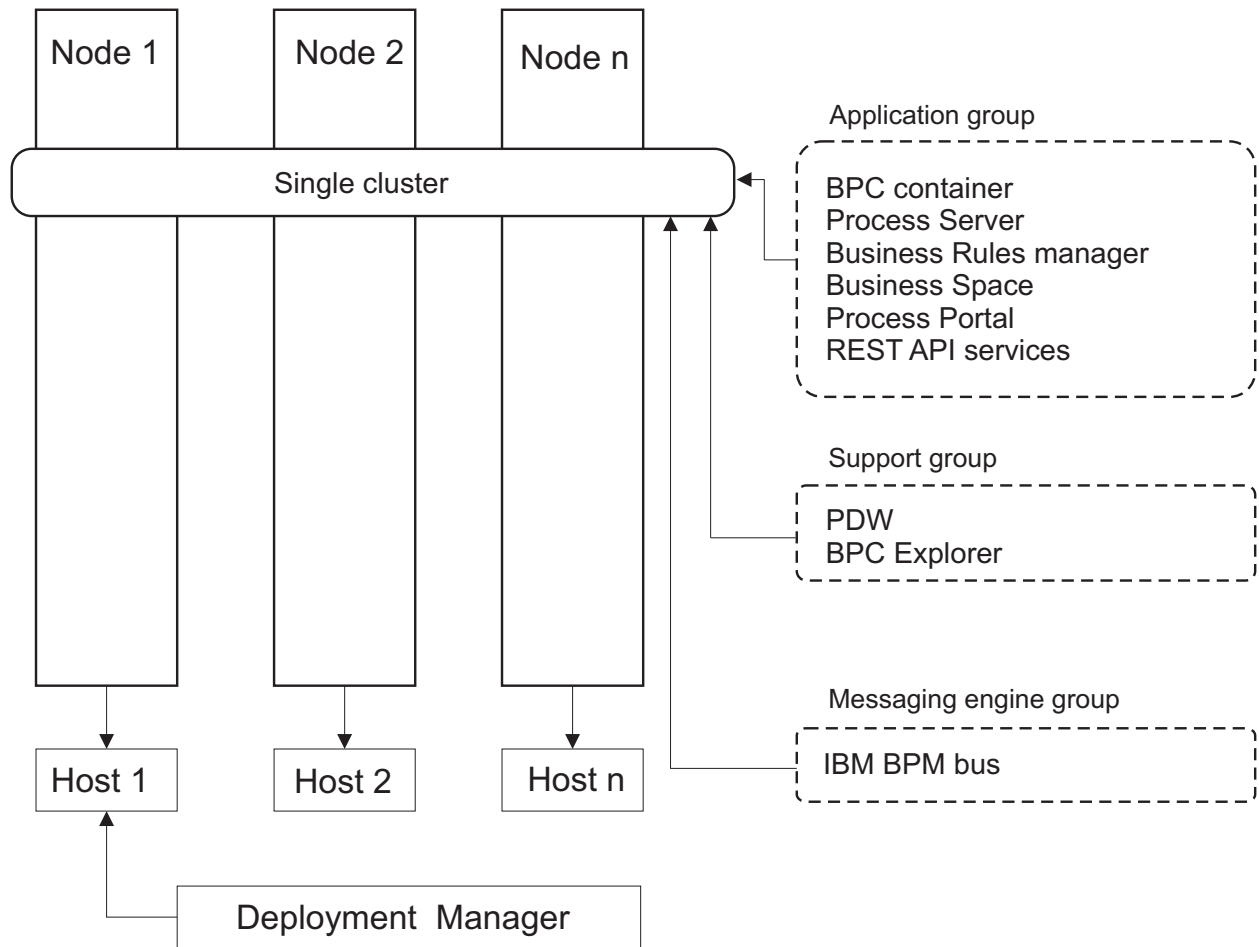 Node 1
Node 2
Node n
Single cluster
Application group
BPC container
Process Server
Business Rules manager
Business Space
Process Portal
REST API services
Support group
PDW
BPC Explorer
Messaging engine group
IBM BPM bus
Host 1
Host 2
Host n
Deployment Manager